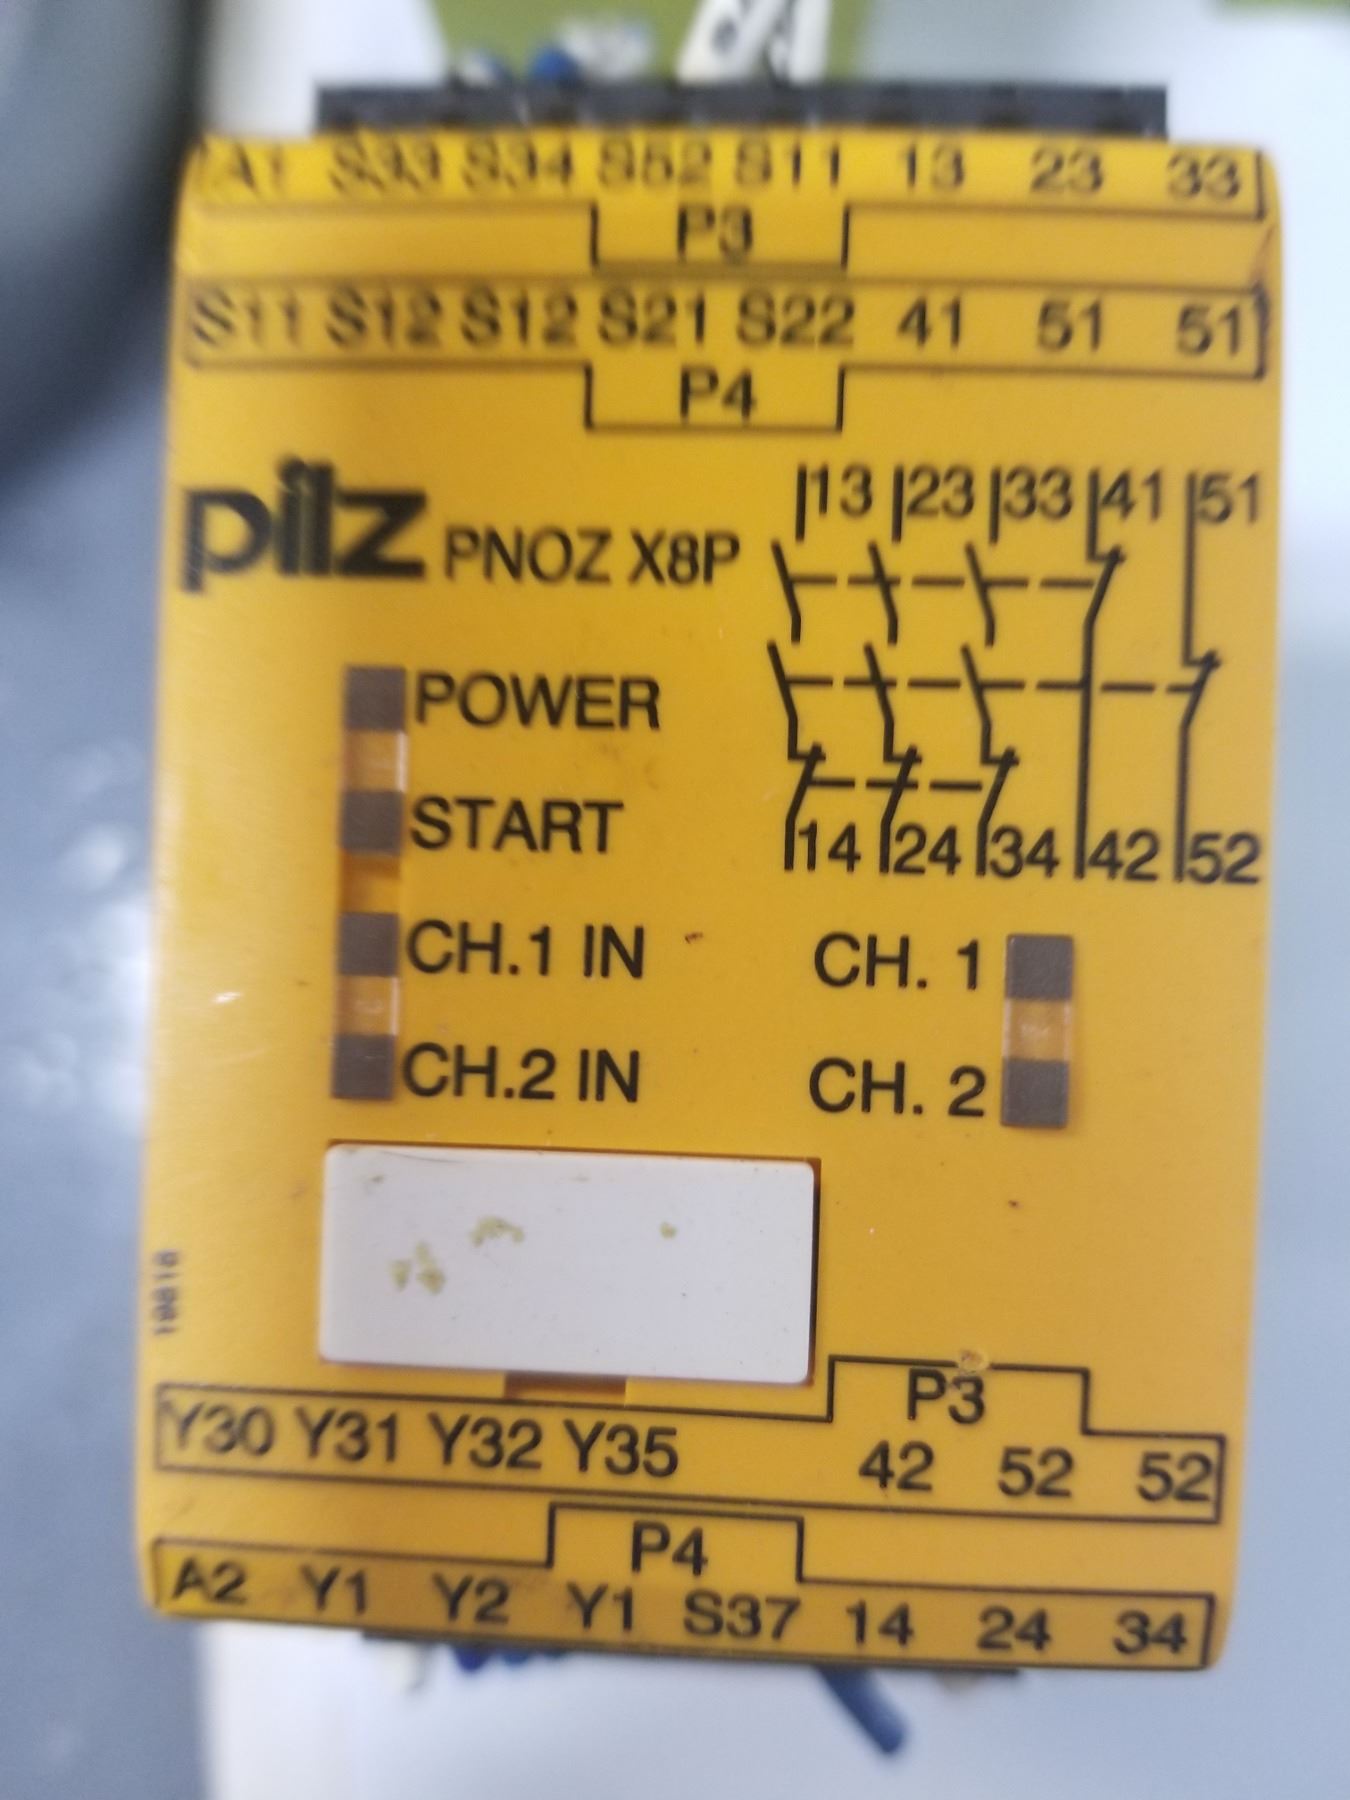 A1 S33 S34 S52 S11 13 23 33
P3
S11 S12 S12 S21 S22 41 51 51
P4
pilz PNOZ X8P
13 23 33 41 51
POWER
START
14 24 34 42 52
CH.1 IN
CH. 1
CH.2 IN
CH. 2
P3
Y30 Y31 Y32 Y35 42 52 52
P4
A2 Y1 Y2 Y1 S37 14 24 34